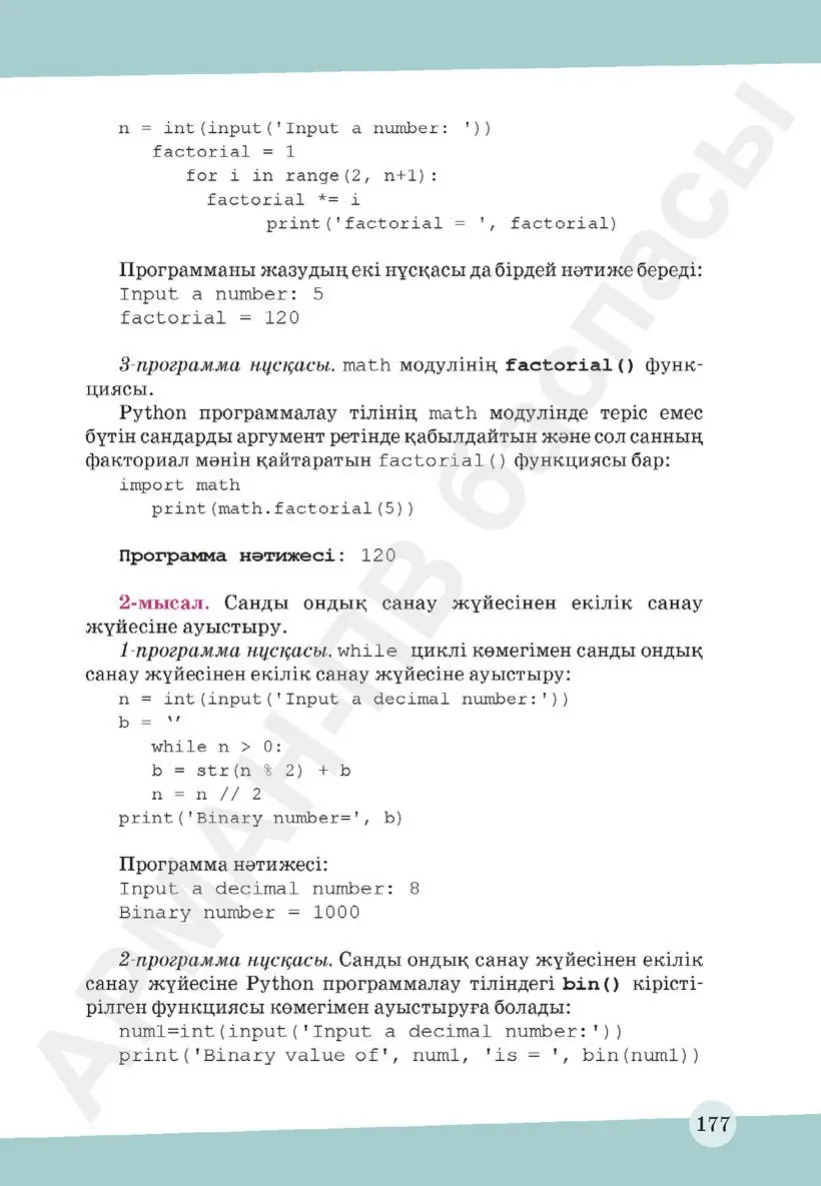 n = int(input('Input a number: '))
factorial = 1
for i in range(2, n+1):
factorial *= i
print('factorial = ', factorial)
Программаны жазудың екі нұсқасы да бірдей нәтиже береді:
Input a number: 5
factorial = 120
3-программа нұсқасы. math модулінің factorial() функ-
циясы.
Python программалау тілінің math модулінде теріс емес
бүтін сандарды аргумент ретінде қабылдайтын және сол санның
факториал мәнін қайтаратын factorial() функциясы бар:
import math
print(math.factorial(5))
Программа нәтижесі: 120
2-мысал. Санды ондық санау жүйесінен екілік санау
жүйесіне ауыстыру.
1-программа нұсқасы. while циклі көмегімен санды ондық
санау жүйесінен екілік санау жүйесіне ауыстыру:
n = int(input('Input a decimal number:'))
b = ‘’
while n > 0:
b = str(n % 2) + b
n = n // 2
print('Binary number=', b)
Программа нәтижесі:
Input a decimal number: 8
Binary number = 1000
2-программа нұсқасы. Санды ондық санау жүйесінен екілік
санау жүйесіне Python программалау тіліндегі bin() кірісті-
рілген функциясы көмегімен ауыстыруға болады:
num1=int(input('Input a decimal number:'))
print('Binary value of', num1, 'is = ', bin(num1))
177
АРМАН-ПВ баспасы